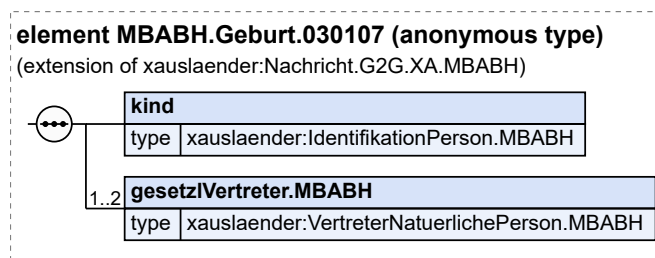 element MBABH.Geburt.030107 (anonymous type)
(extension of xauslaender:Nachricht.G2G.XA.MBABH)
kind
type xauslaender:IdentifikationPerson.MBABH
1..2 gesetzlVertreter.MBABH
type xauslaender:VertreterNatuerlichePerson.MBABH